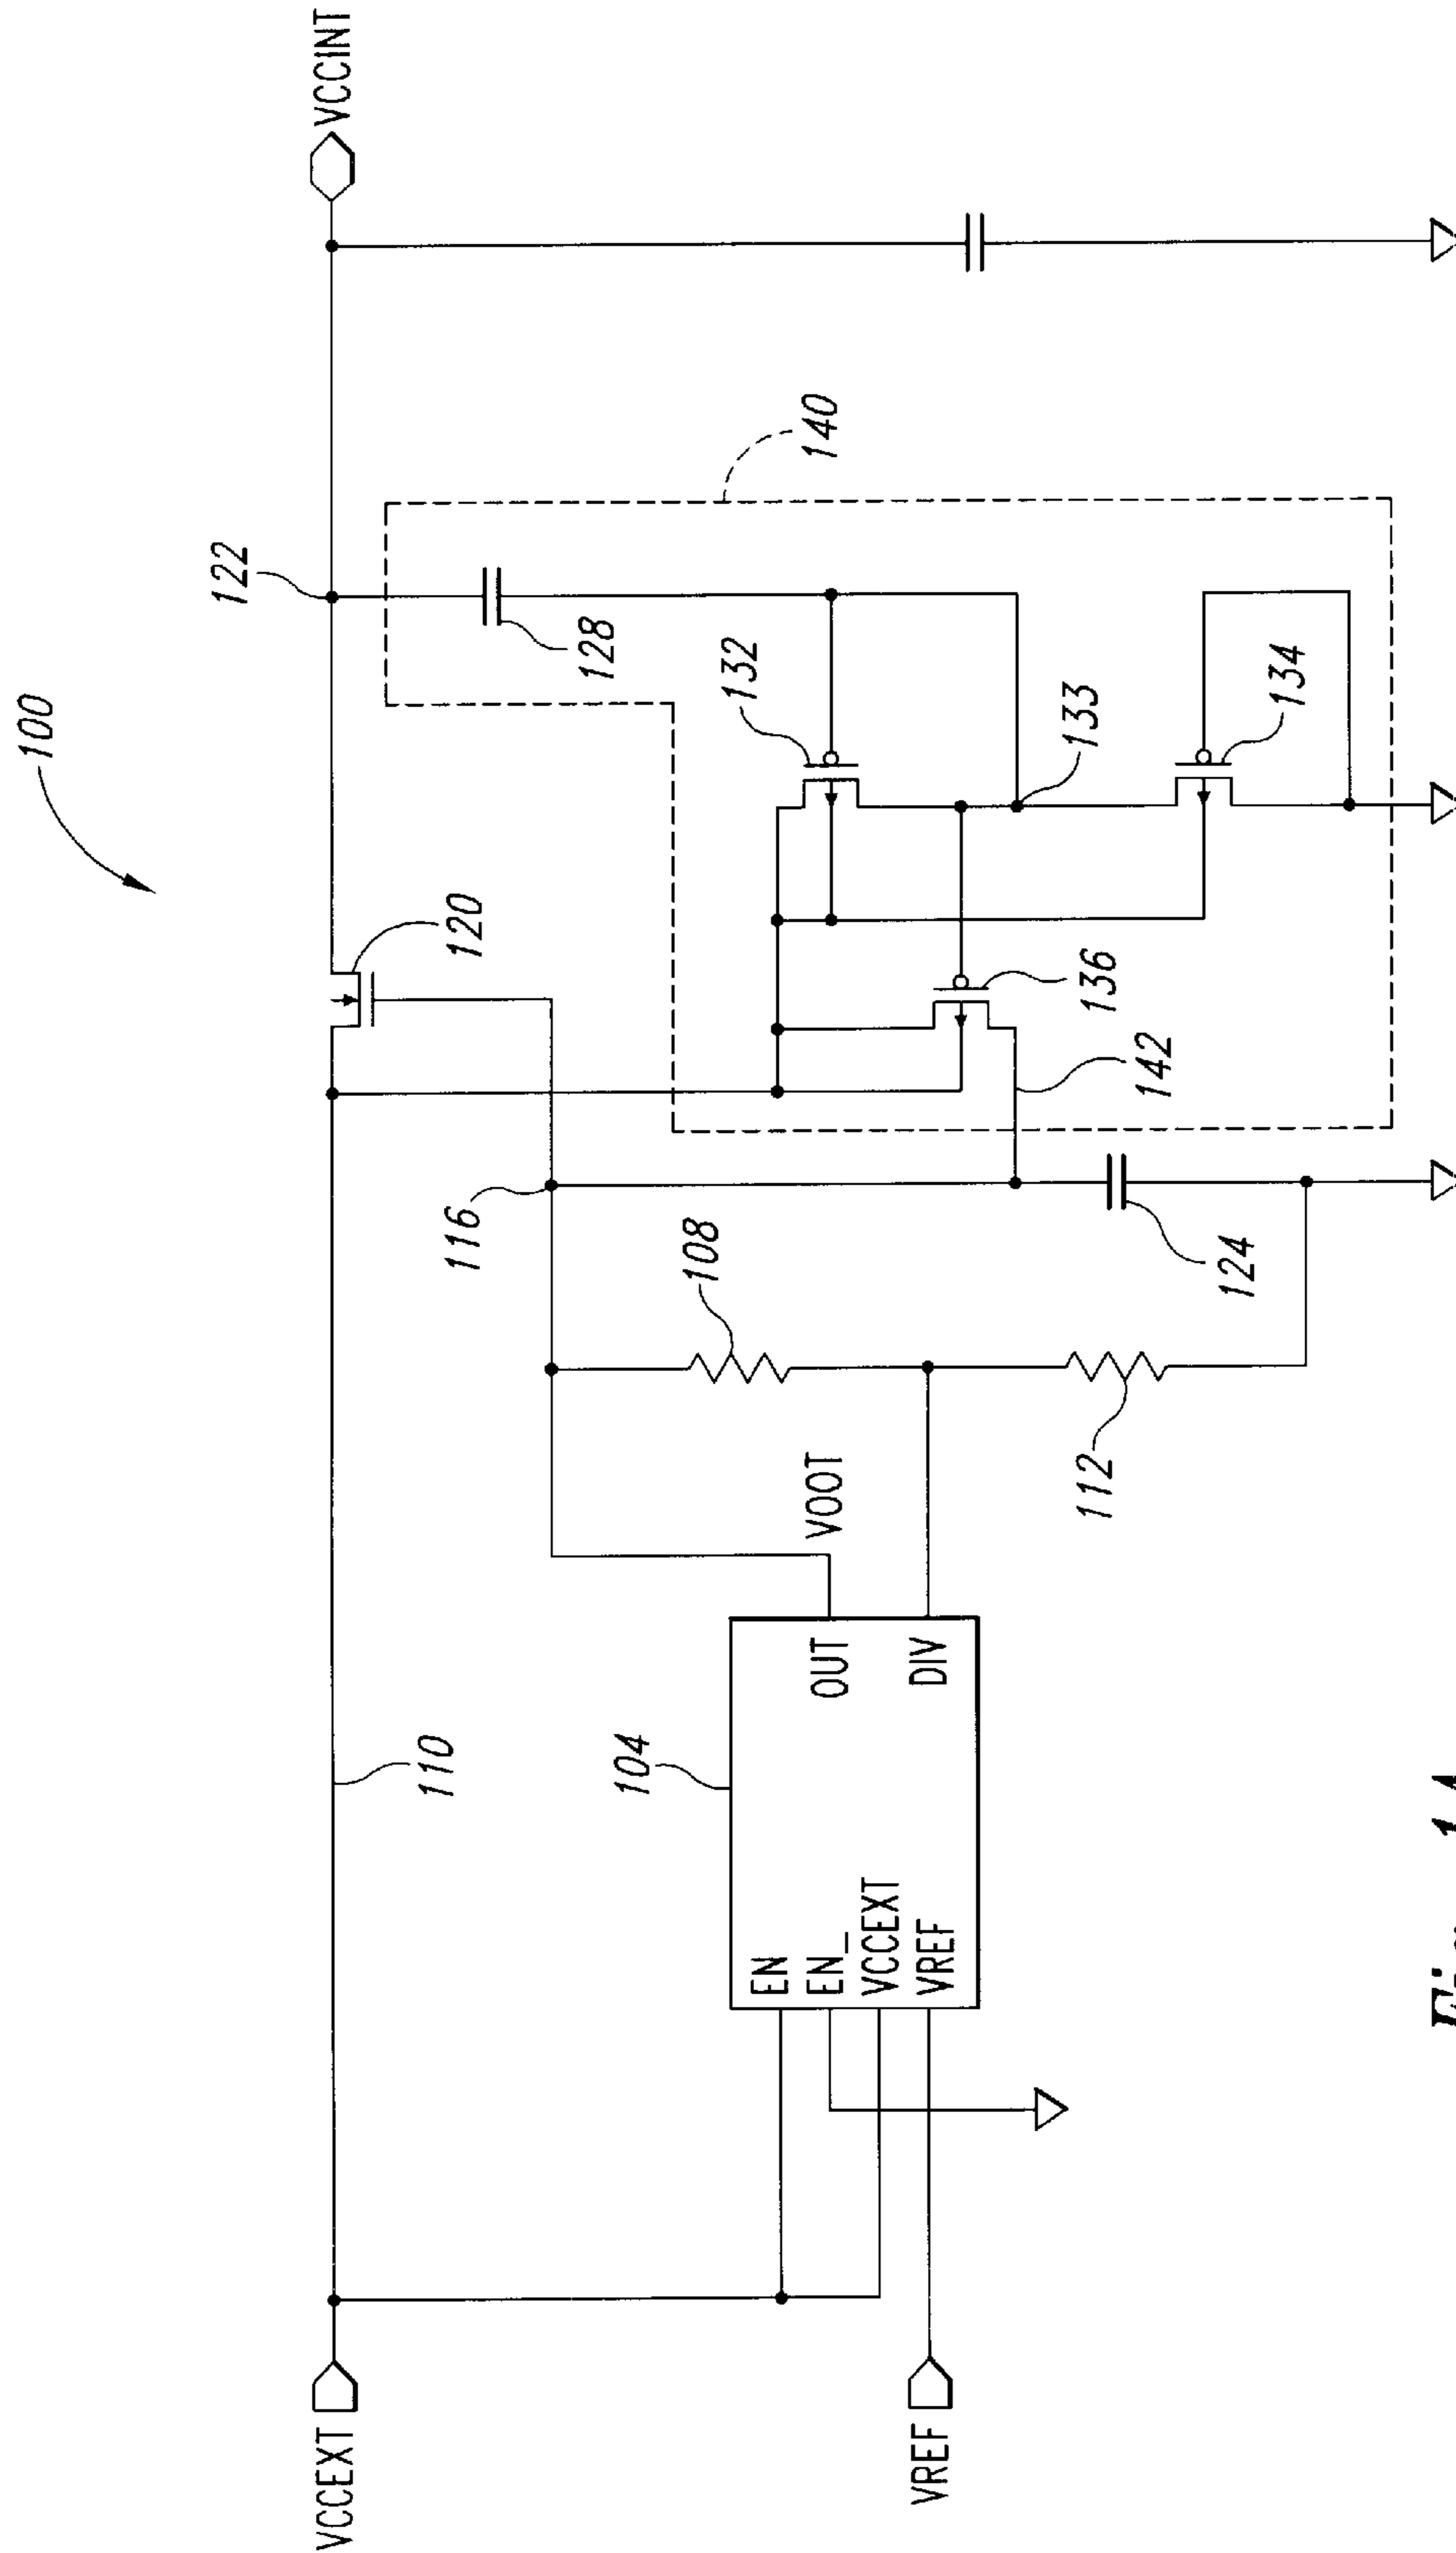 100
VCCEXT
110
120
122
VCCINT
116
104
EN
EN_
VCCEXT
VREF
OUT
DIV
VOOT
108
112
124
142
136
132
133
134
128
140
VREF